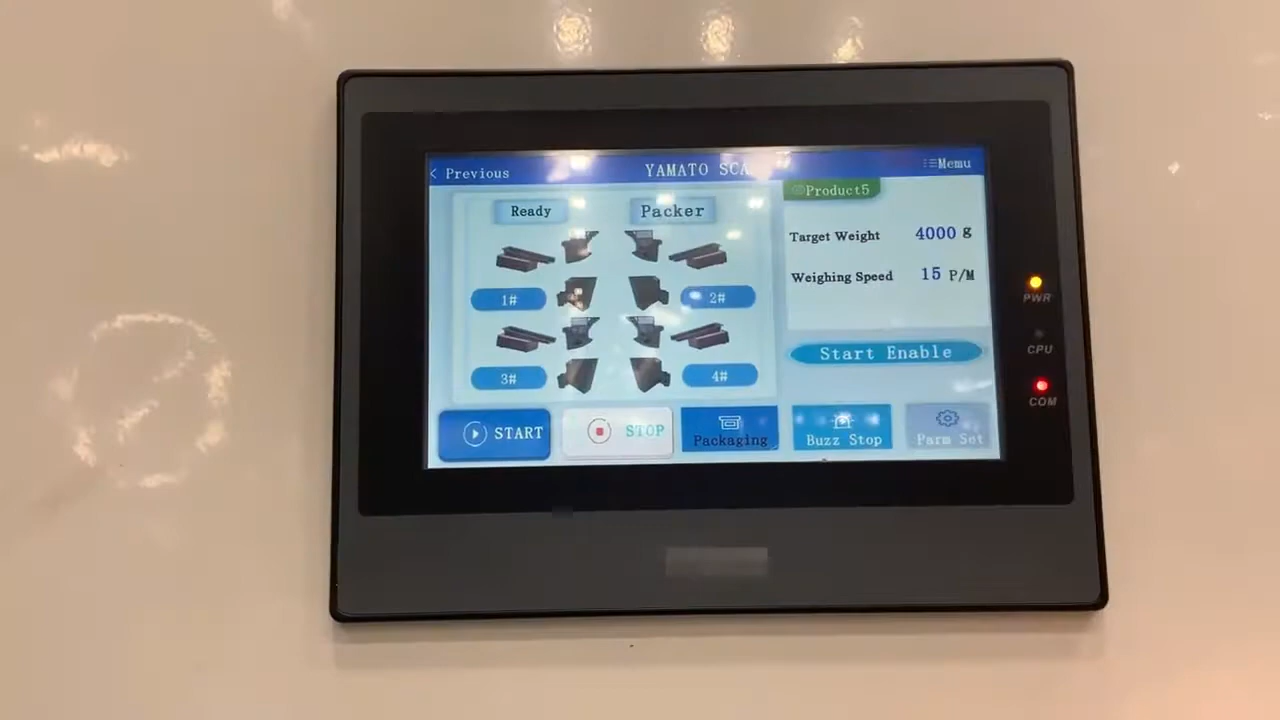 < Previous
YAMATO SCA
Memu
Product5
Ready
Packer
Target Weight 4000 g
Weighing Speed 15 P/M
1#
2#
3#
4#
Start Enable
START
STOP
Packaging
Buzz Stop
Parm Set
PWR
CPU
COM